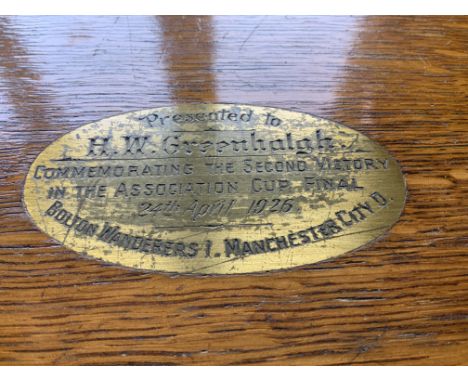 Presented to
H. W. Greenhalgh.
COMMEMORATING THE SECOND VICTORY
IN THE ASSOCIATION CUP FINAL
24th April 1926
BOLTON WANDERERS 1. MANCHESTER CITY 0.